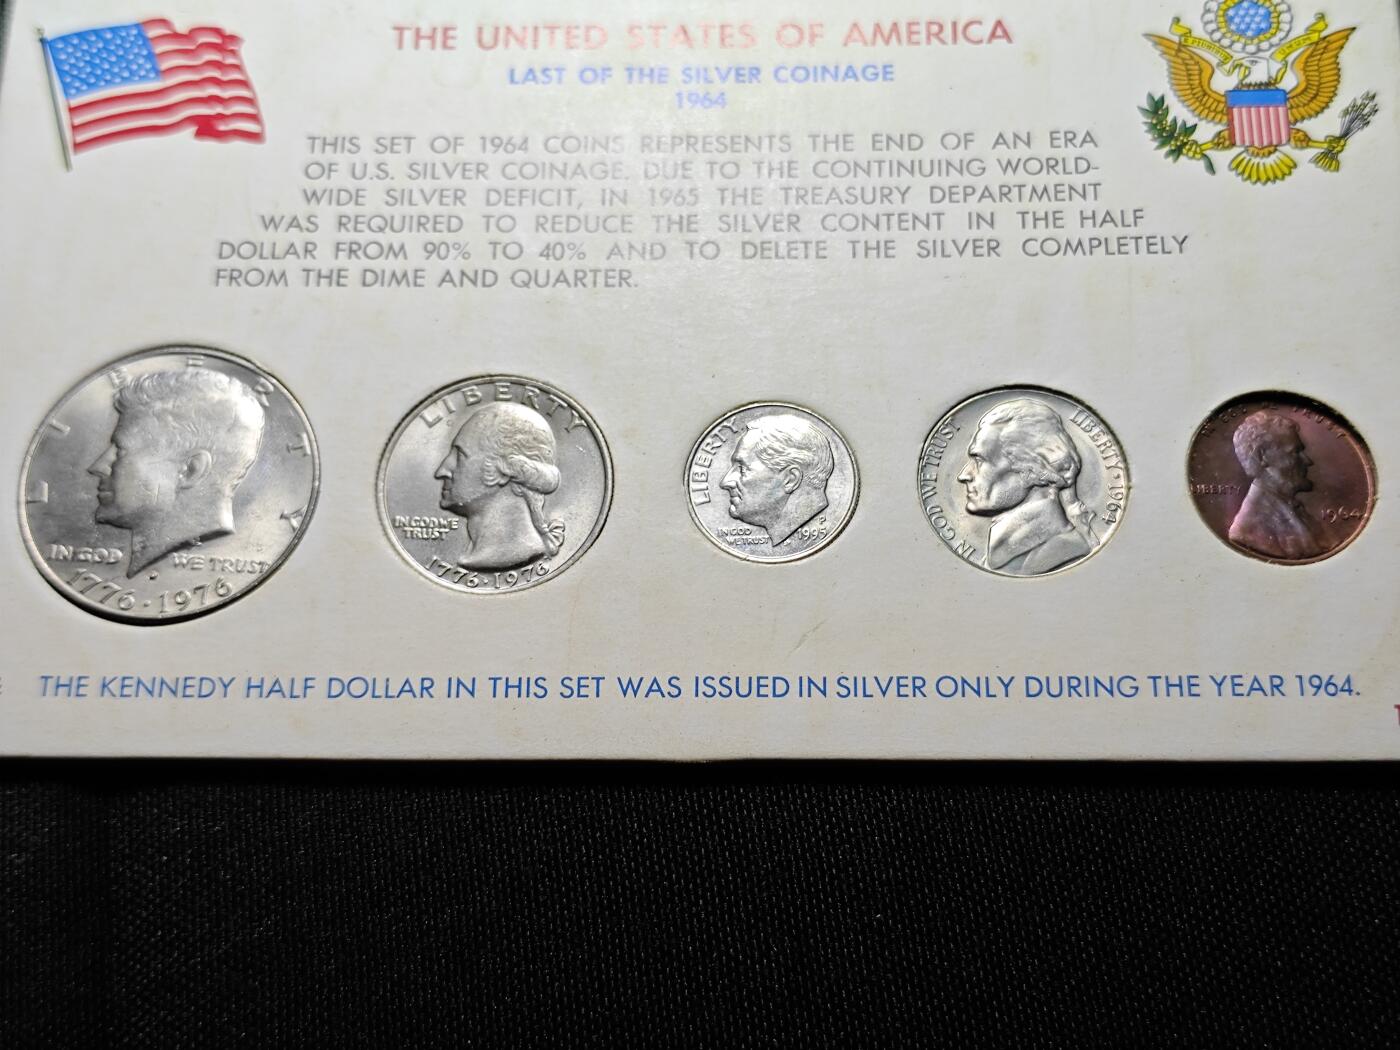 THE UNITED STATES OF AMERICA
LAST OF THE SILVER COINAGE
1964
THIS SET OF 1964 COINS REPRESENTS THE END OF AN ERA
OF U.S. SILVER COINAGE. DUE TO THE CONTINUING WORLD-
WIDE SILVER DEFICIT, IN 1965 THE TREASURY DEPARTMENT
WAS REQUIRED TO REDUCE THE SILVER CONTENT IN THE HALF
DOLLAR FROM 90% TO 40% AND TO DELETE THE SILVER COMPLETELY
FROM THE DIME AND QUARTER.
LIBERTY
IN GOD WE TRUST
1776·1976
LIBERTY
IN GOD WE
TRUST
1776·1976
LIBERTY
IN GOD
WE TRUST
P
1995
IN GOD WE TRUST
LIBERTY·1964
IN GOD WE TRUST
LIBERTY
1964
THE KENNEDY HALF DOLLAR IN THIS SET WAS ISSUED IN SILVER ONLY DURING THE YEAR 1964.